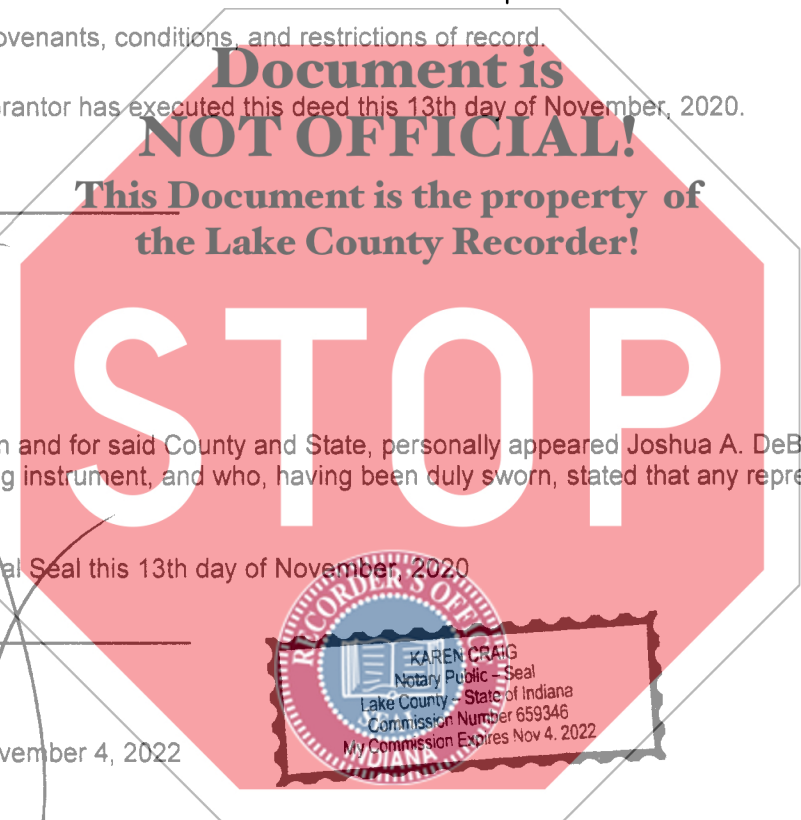 ovenants, conditions, and restrictions of record.
Document is
rantor has executed this deed this 13th day of November, 2020.
NOT OFFICIAL!
This Document is the property of
the Lake County Recorder!
STOP
n and for said County and State, personally appeared Joshua A. DeB
g instrument, and who, having been duly sworn, stated that any repre
al Seal this 13th day of November, 2020
RECORDER'S OFFICE
SEAL
INDIANA
KAREN CRAIG
Notary Public – Seal
Lake County – State of Indiana
Commission Number 659346
My Commission Expires Nov 4, 2022
vember 4, 2022